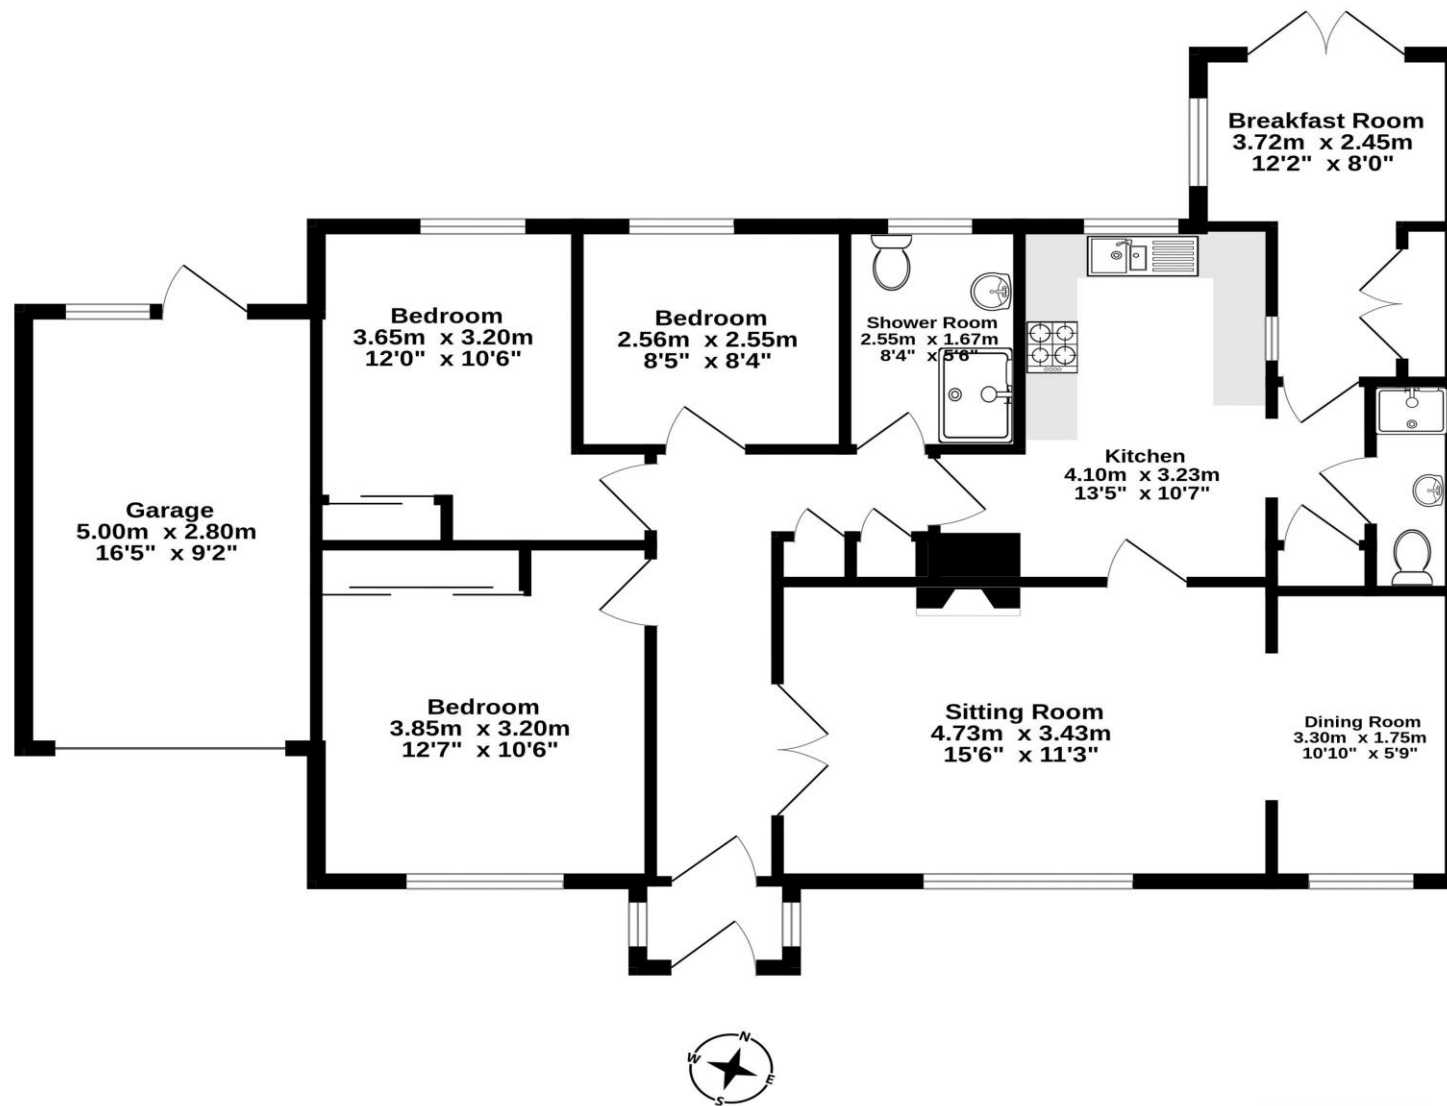 Breakfast Room
3.72m x 2.45m
12'2" x 8'0"
Bedroom
3.65m x 3.20m
12'0" x 10'6"
Bedroom
2.56m x 2.55m
8'5" x 8'4"
Shower Room
2.55m x 1.67m
8'4" x 5'6"
Kitchen
4.10m x 3.23m
13'5" x 10'7"
Garage
5.00m x 2.80m
16'5" x 9'2"
Bedroom
3.85m x 3.20m
12'7" x 10'6"
Sitting Room
4.73m x 3.43m
15'6" x 11'3"
Dining Room
3.30m x 1.75m
10'10" x 5'9"
N
W
E
S